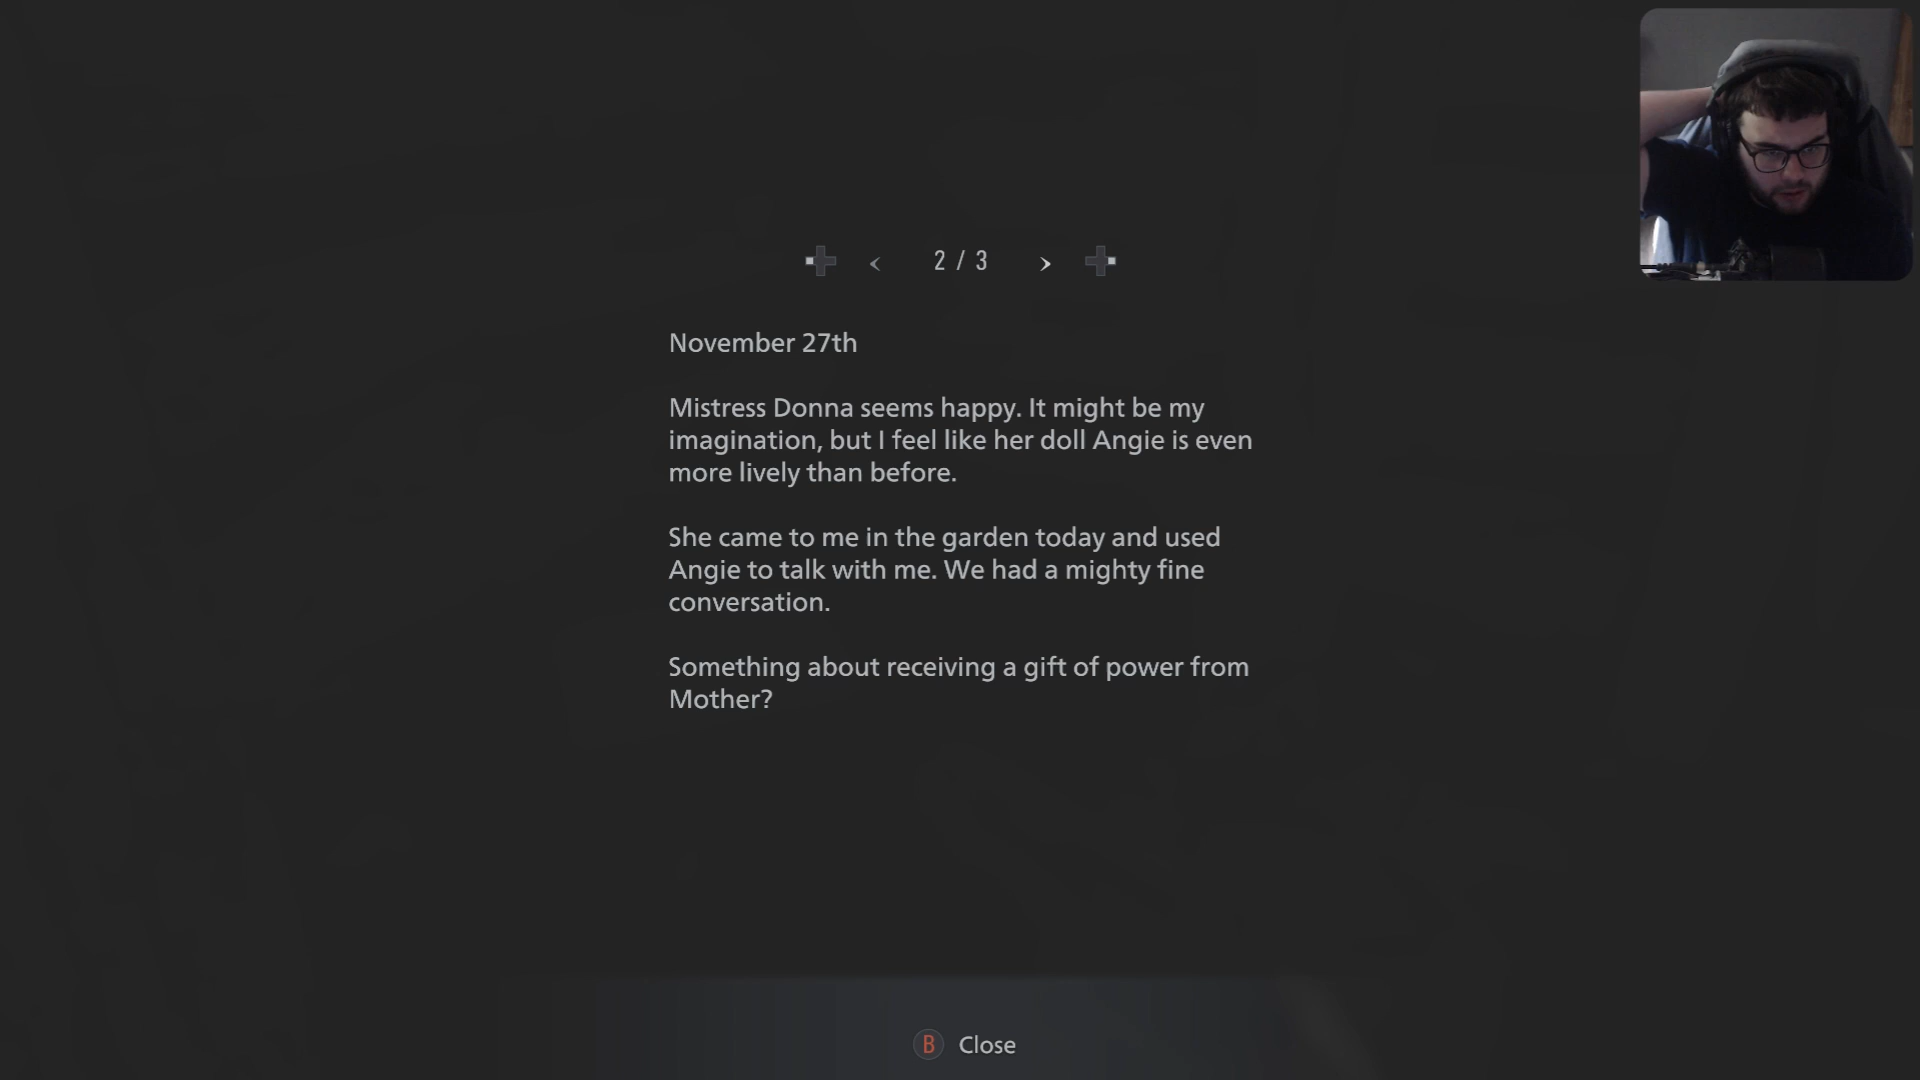 2 / 3
November 27th
Mistress Donna seems happy. It might be my
imagination, but I feel like her doll Angie is even
more lively than before.
She came to me in the garden today and used
Angie to talk with me. We had a mighty fine
conversation.
Something about receiving a gift of power from
Mother?
B Close